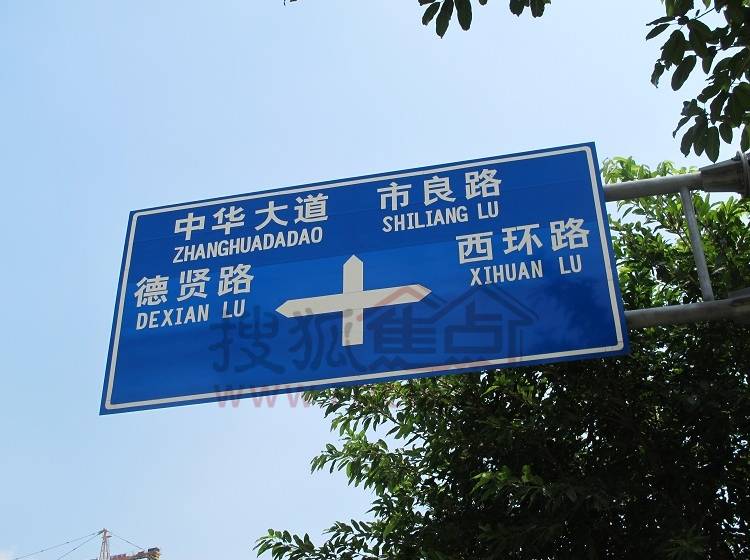 中华大道 市良路
ZHANGHUADADAO SHILIANG LU
德贤路 西环路
DEXIAN LU XIHUAN LU
搜狐焦点
www.